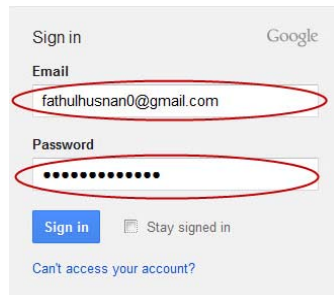 Sign in Google
Email
fathulhusnan0@gmail.com
Password
•••••••••••••
Sign in Stay signed in
Can't access your account?